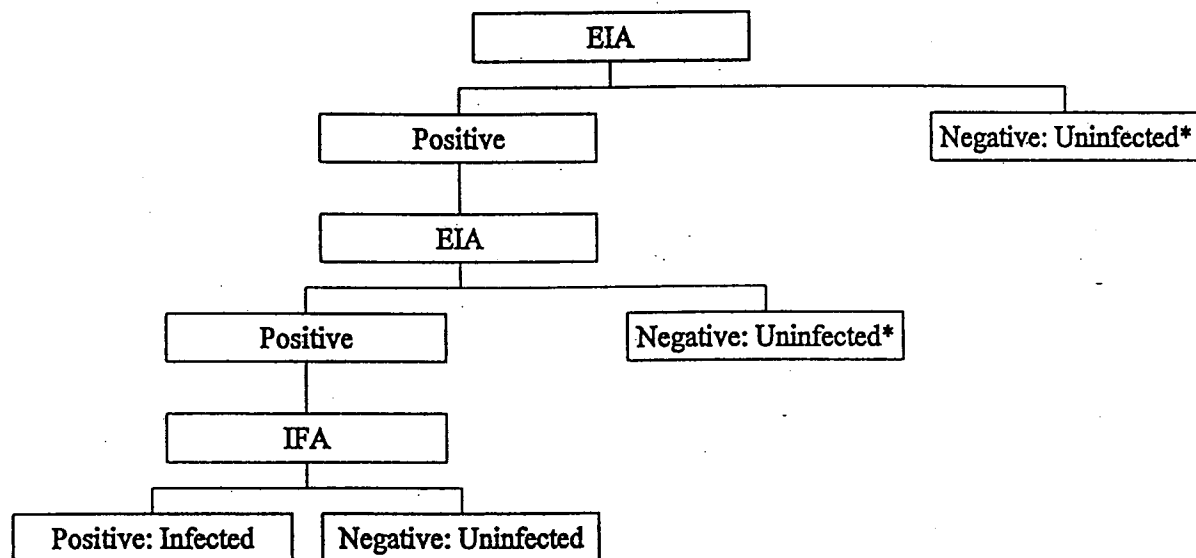 EIA
Positive
Negative: Uninfected*
EIA
Positive
Negative: Uninfected*
IFA
Positive: Infected
Negative: Uninfected